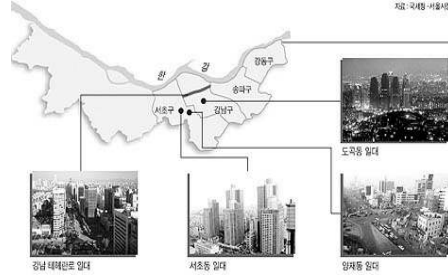 자료:국세청·서울시
한 강
강동구
송파구
서초구
강남구
도곡동 일대
강남 테헤란로 일대
서초동 일대
양재동 일대